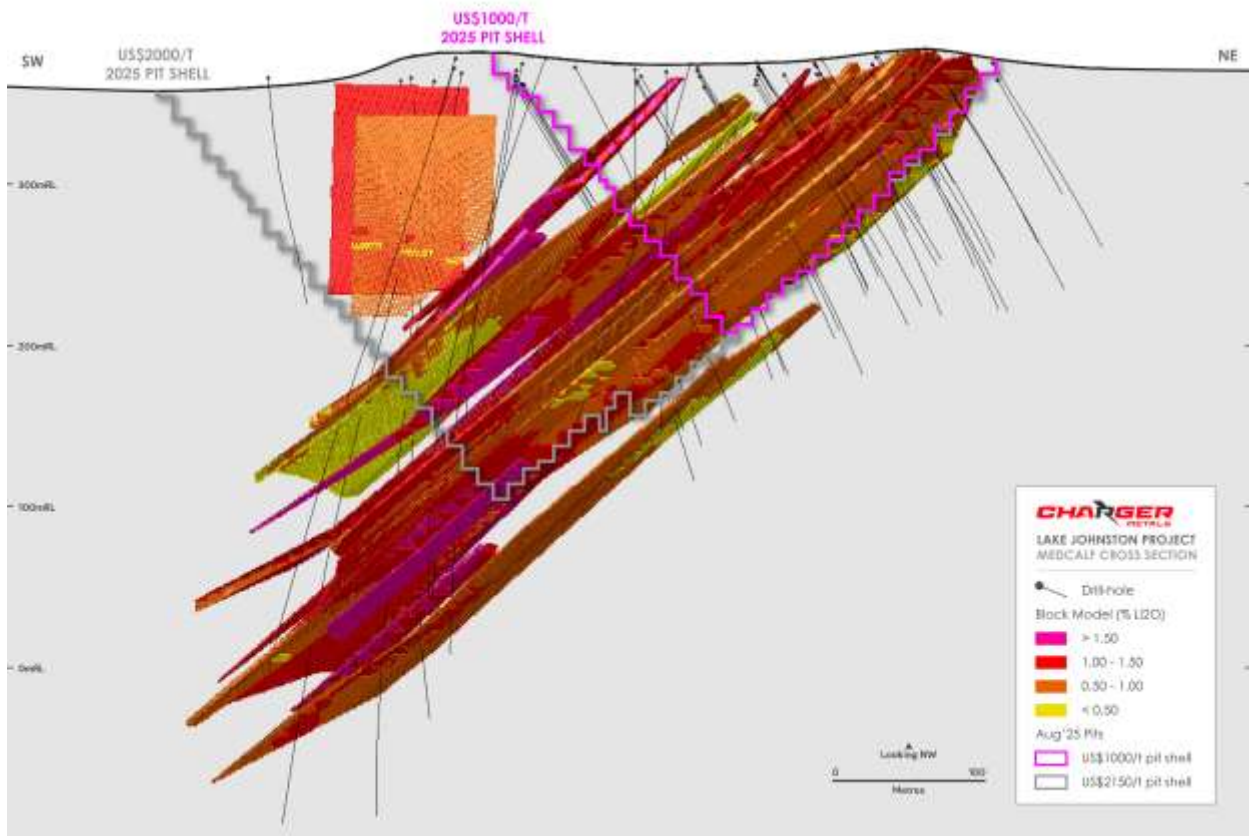 US$1000/T
2025 PIT SHELL
US$2000/T
2025 PIT SHELL
SW
NE
300mRL
200mRL
100mRL
0mRL
CHARGER
METALS
LAKE JOHNSTON PROJECT
MEDCALF CROSS SECTION
Drill-hole
Block Model (% Li2O)
> 1.50
1.00 - 1.50
0.50 - 1.00
< 0.50
Aug'25 Pits
US$1000/t pit shell
US$2150/t pit shell
Looking NW
0 100
Metres